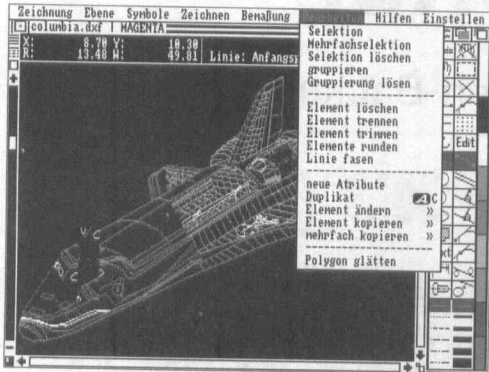 Zeichnung Ebene Symbole Zeichnen Bemaßung Bearbeiten Hilfen Einstellen
columbia.dxf | MAGENTA
X: 8.70 Y: 10.30
R: 13.48 W: 49.81 Linie: Anfangsp
Selektion
Mehrfachselektion
Selektion löschen
gruppieren
Gruppierung lösen
Element löschen
Element trennen
Element trimmen
Elemente runden
Linie fasen
neue Atribute
Duplikat C
Element ändern »
Element kopieren »
mehrfach kopieren »
Polygon glätten
Edit